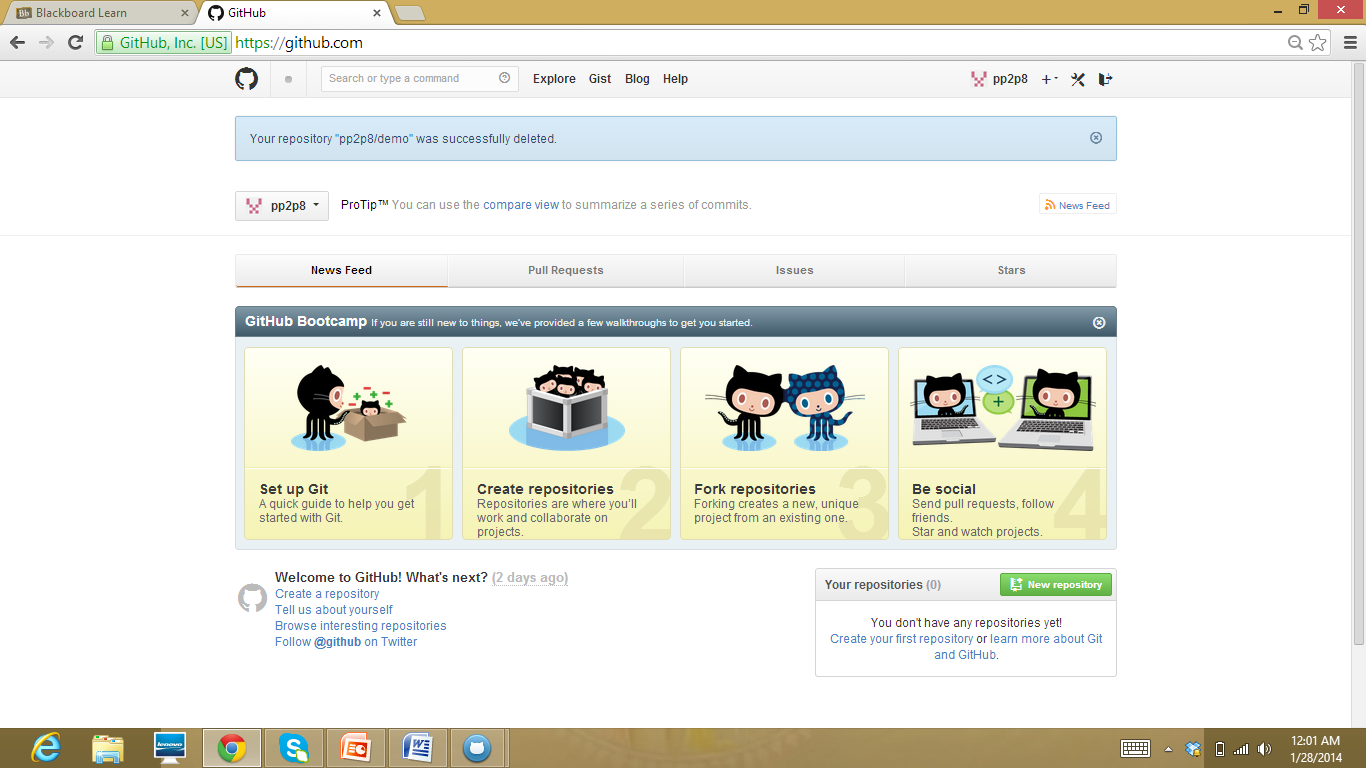 Blackboard Learn
GitHub
GitHub, Inc. [US] https://github.com
Search or type a command Explore Gist Blog Help pp2p8
Your repository "pp2p8/demo" was successfully deleted.
pp2p8 ProTip™ You can use the compare view to summarize a series of commits. News Feed
News Feed Pull Requests Issues Stars
GitHub Bootcamp If you are still new to things, we've provided a few walkthroughs to get you started.
1
Set up Git
A quick guide to help you get
started with Git.
2
Create repositories
Repositories are where you'll
work and collaborate on
projects.
3
Fork repositories
Forking creates a new, unique
project from an existing one.
4
Be social
Send pull requests, follow
friends.
Star and watch projects.
Welcome to GitHub! What's next? (2 days ago)
Create a repository
Tell us about yourself
Browse interesting repositories
Follow @github on Twitter
Your repositories (0) New repository
You don't have any repositories yet!
Create your first repository or learn more about Git
and GitHub.
lenovo
12:01 AM
1/28/2014